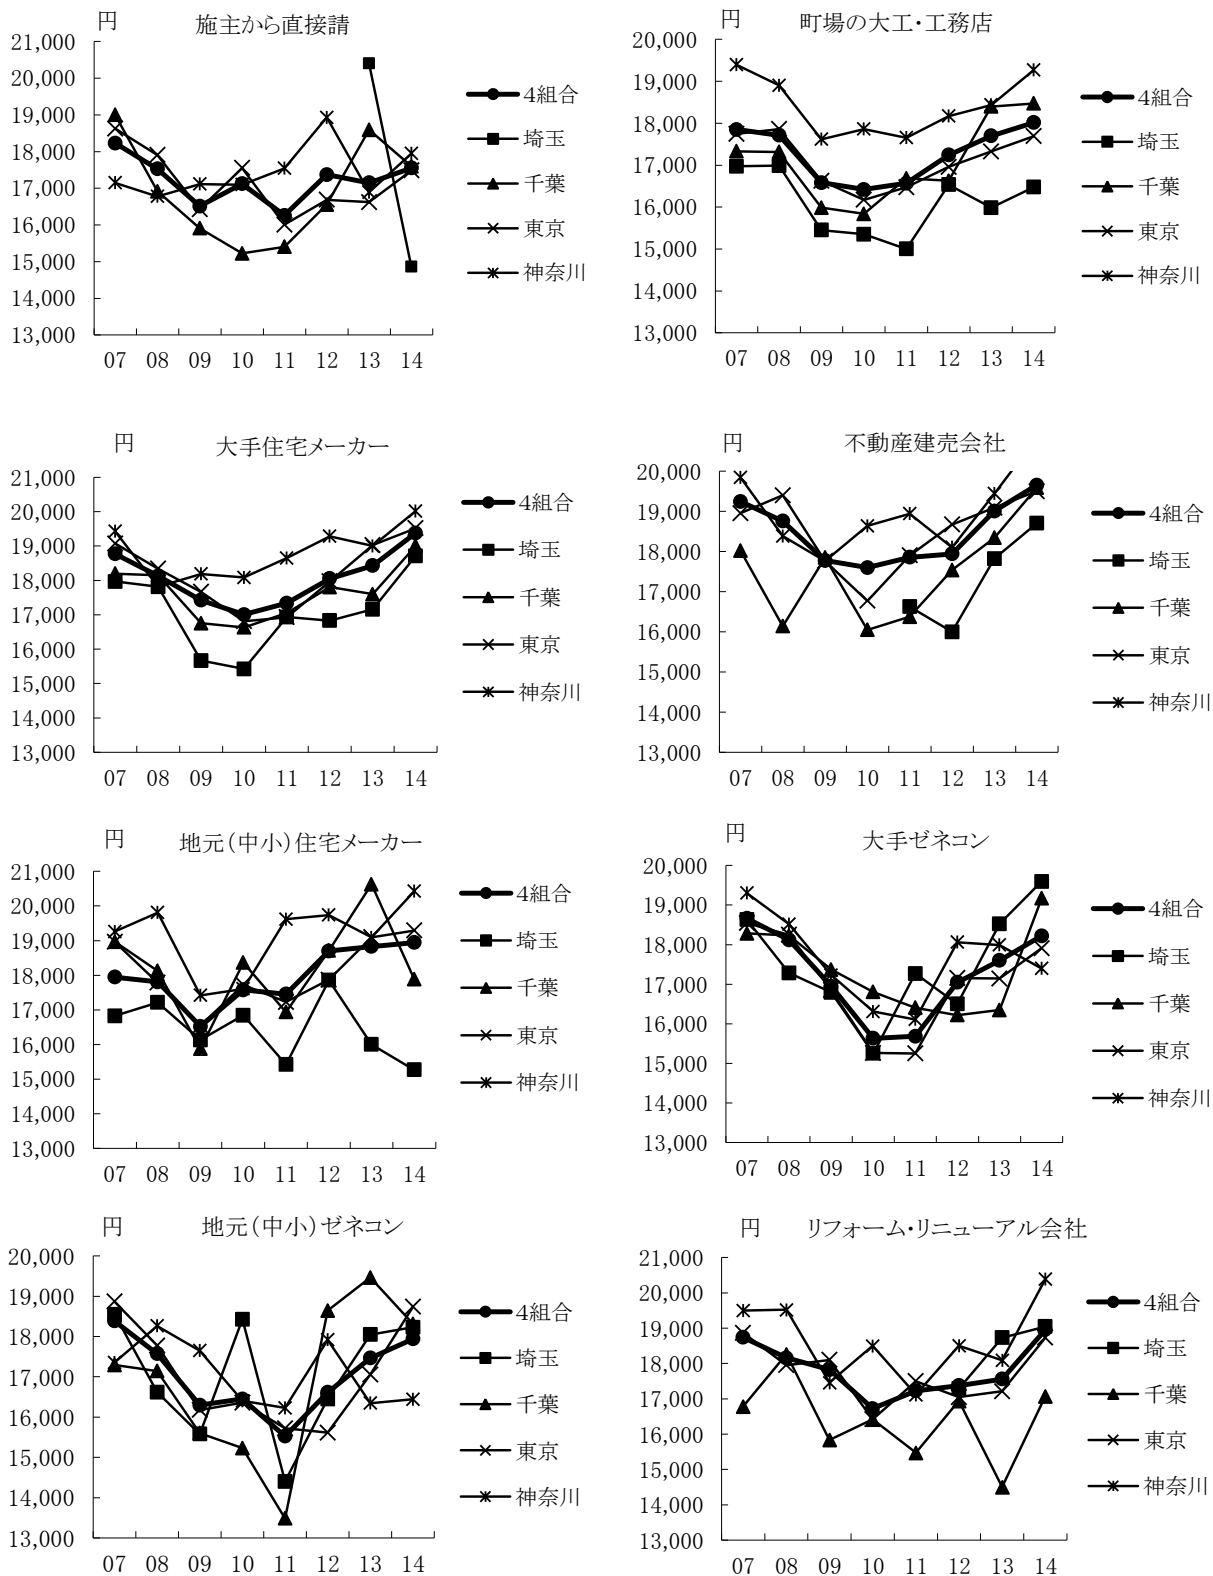 円
施主から直接請
21,000
20,000
19,000
18,000
17,000
16,000
15,000
14,000
13,000
07 08 09 10 11 12 13 14
4組合
埼玉
千葉
東京
神奈川
円
町場の大工・工務店
20,000
19,000
18,000
17,000
16,000
15,000
14,000
13,000
07 08 09 10 11 12 13 14
4組合
埼玉
千葉
東京
神奈川
円
大手住宅メーカー
21,000
20,000
19,000
18,000
17,000
16,000
15,000
14,000
13,000
07 08 09 10 11 12 13 14
4組合
埼玉
千葉
東京
神奈川
円
不動産建売会社
20,000
19,000
18,000
17,000
16,000
15,000
14,000
13,000
07 08 09 10 11 12 13 14
4組合
埼玉
千葉
東京
神奈川
円
地元(中小)住宅メーカー
21,000
20,000
19,000
18,000
17,000
16,000
15,000
14,000
13,000
07 08 09 10 11 12 13 14
4組合
埼玉
千葉
東京
神奈川
円
大手ゼネコン
20,000
19,000
18,000
17,000
16,000
15,000
14,000
13,000
07 08 09 10 11 12 13 14
4組合
埼玉
千葉
東京
神奈川
円
地元(中小)ゼネコン
20,000
19,000
18,000
17,000
16,000
15,000
14,000
13,000
07 08 09 10 11 12 13 14
4組合
埼玉
千葉
東京
神奈川
円
リフォーム・リニューアル会社
21,000
20,000
19,000
18,000
17,000
16,000
15,000
14,000
13,000
07 08 09 10 11 12 13 14
4組合
埼玉
千葉
東京
神奈川